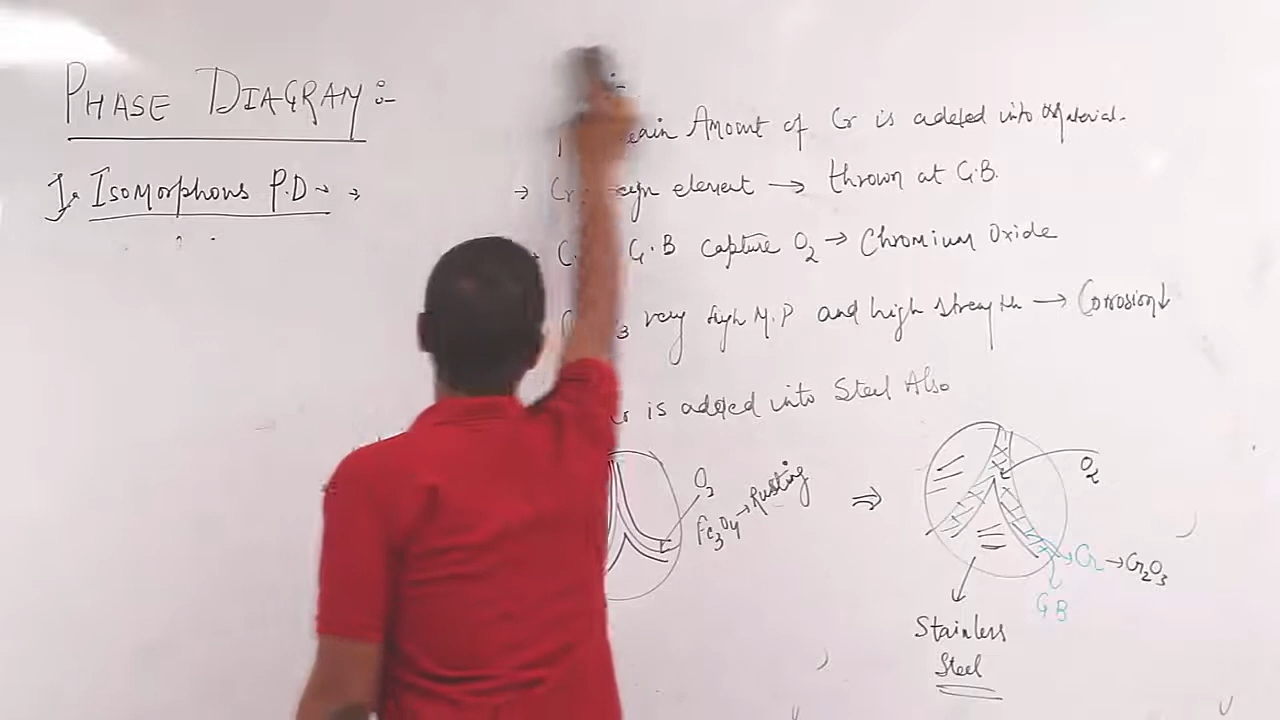 PHASE DIAGRAM :-
I. ISOMORPHOUS P.D → →
Amount of Cr is added into Material.
→ element → thrown at G.B.
G.B capture O2 → Chromium Oxide
very high M.P and high strength → Corrosion↓
Cr is added into Steel Also
O2
Fe3O4 → Rusting
⇒
O2
Cr → Cr2O3
GB
Stainless
Steel